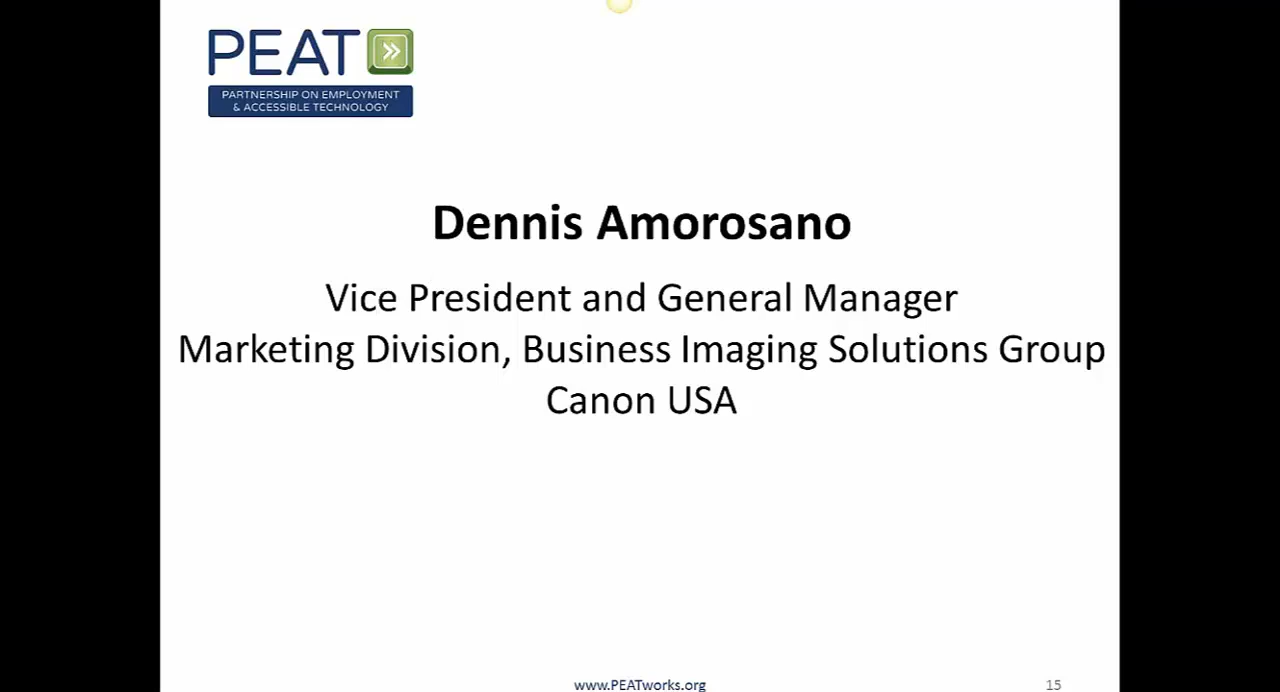 PEAT
PARTNERSHIP ON EMPLOYMENT
& ACCESSIBLE TECHNOLOGY
Dennis Amorosano
Vice President and General Manager
Marketing Division, Business Imaging Solutions Group
Canon USA
www.PEATworks.org
15